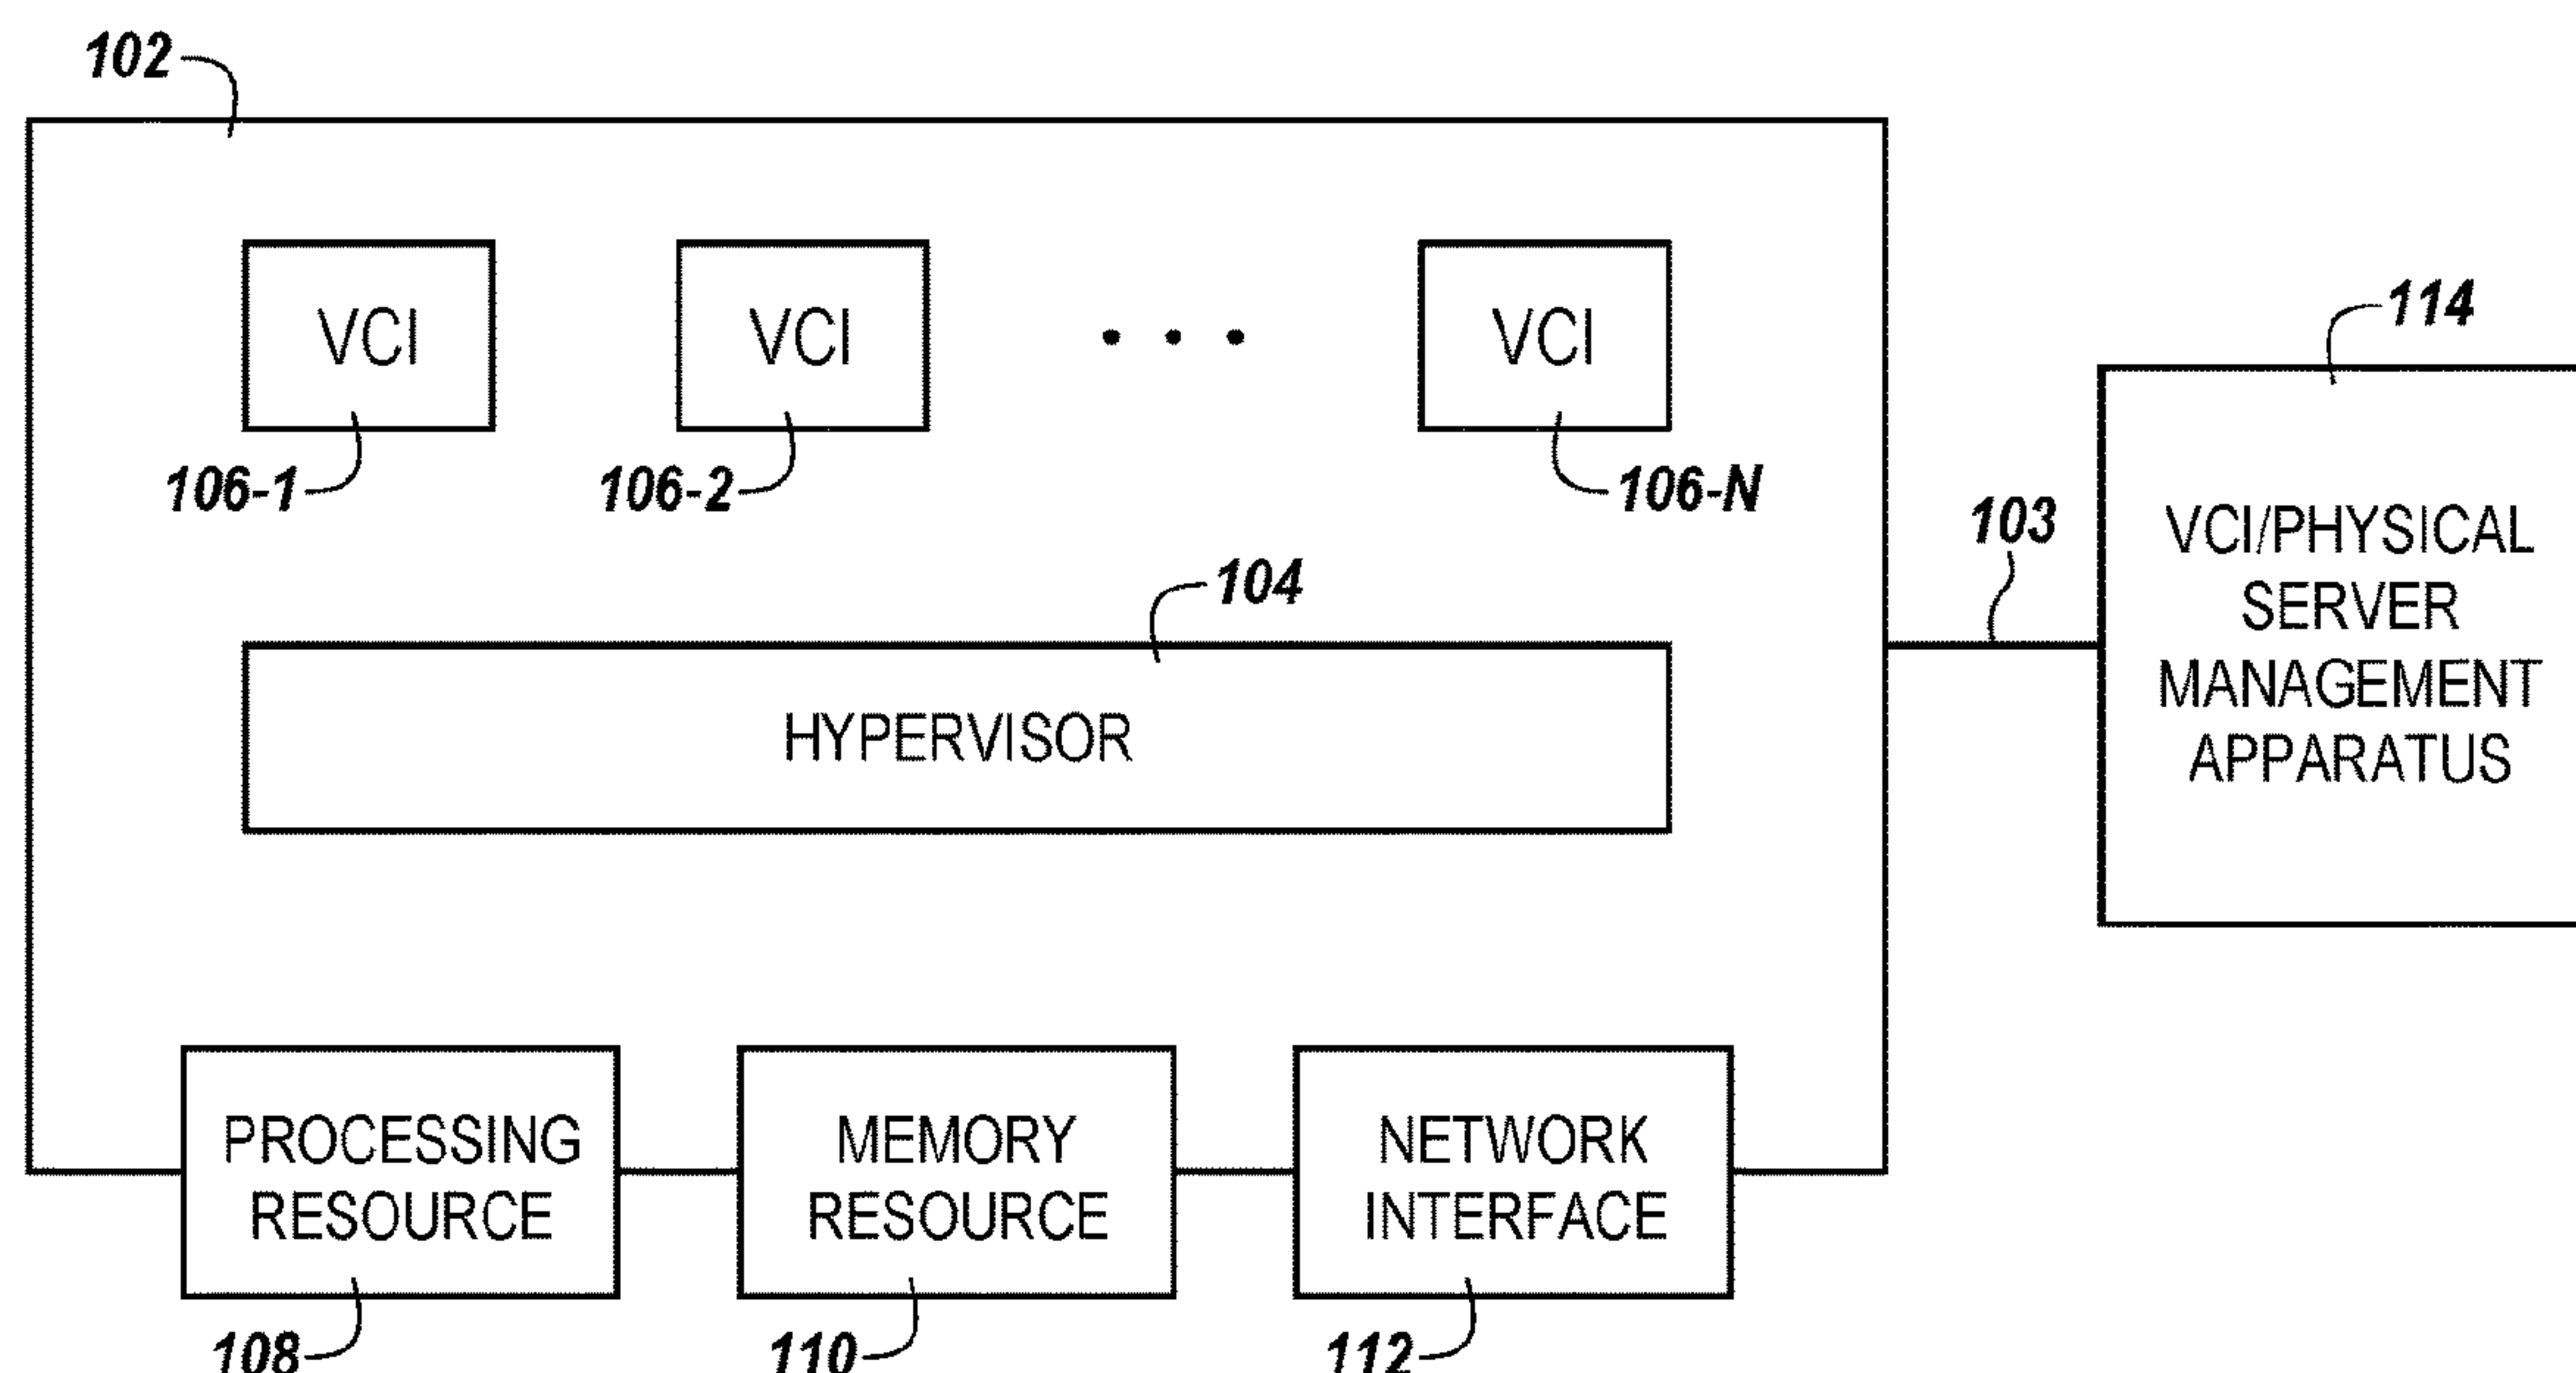 102
VCI
VCI
. . .
VCI
114
106-1
106-2
106-N
103
104
VCI/PHYSICAL
SERVER
MANAGEMENT
APPARATUS
HYPERVISOR
PROCESSING
RESOURCE
MEMORY
RESOURCE
NETWORK
INTERFACE
108
110
112